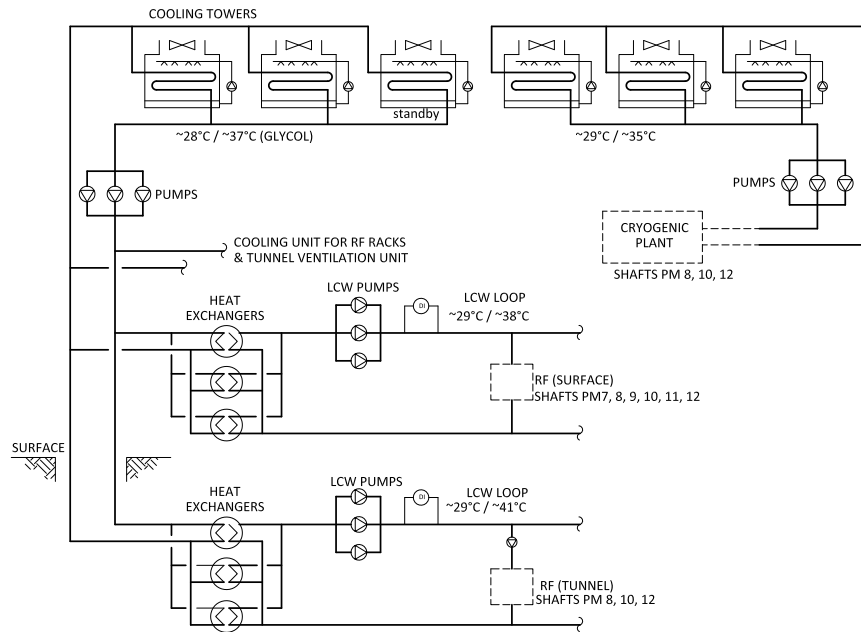 COOLING TOWERS
standby
~28°C / ~37°C (GLYCOL)
~29°C / ~35°C
PUMPS
PUMPS
CRYOGENIC
PLANT
SHAFTS PM 8, 10, 12
COOLING UNIT FOR RF RACKS
& TUNNEL VENTILATION UNIT
HEAT
EXCHANGERS
LCW PUMPS
DI
LCW LOOP
~29°C / ~38°C
RF (SURFACE)
SHAFTS PM7, 8, 9, 10, 11, 12
SURFACE
HEAT
EXCHANGERS
LCW PUMPS
DI
LCW LOOP
~29°C / ~41°C
RF (TUNNEL)
SHAFTS PM 8, 10, 12